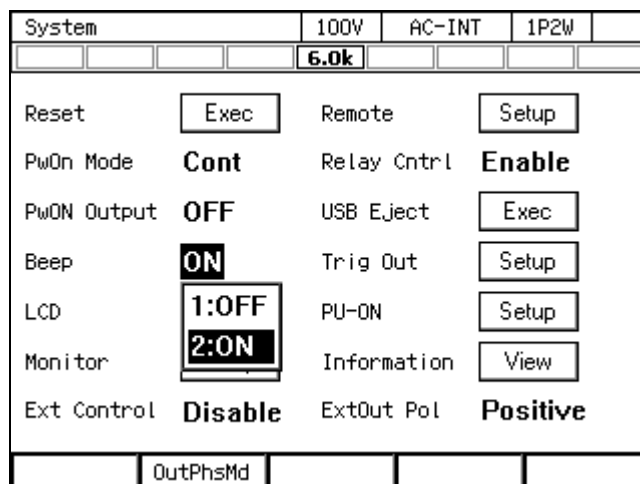 System 100V AC-INT 1P2W
6.0k
Reset Exec Remote Setup
PwOn Mode Cont Relay Cntrl Enable
PwON Output OFF USB Eject Exec
Beep ON Trig Out Setup
LCD 1:OFF PU-ON Setup
2:ON
Monitor Information View
Ext Control Disable ExtOut Pol Positive
OutPhsMd